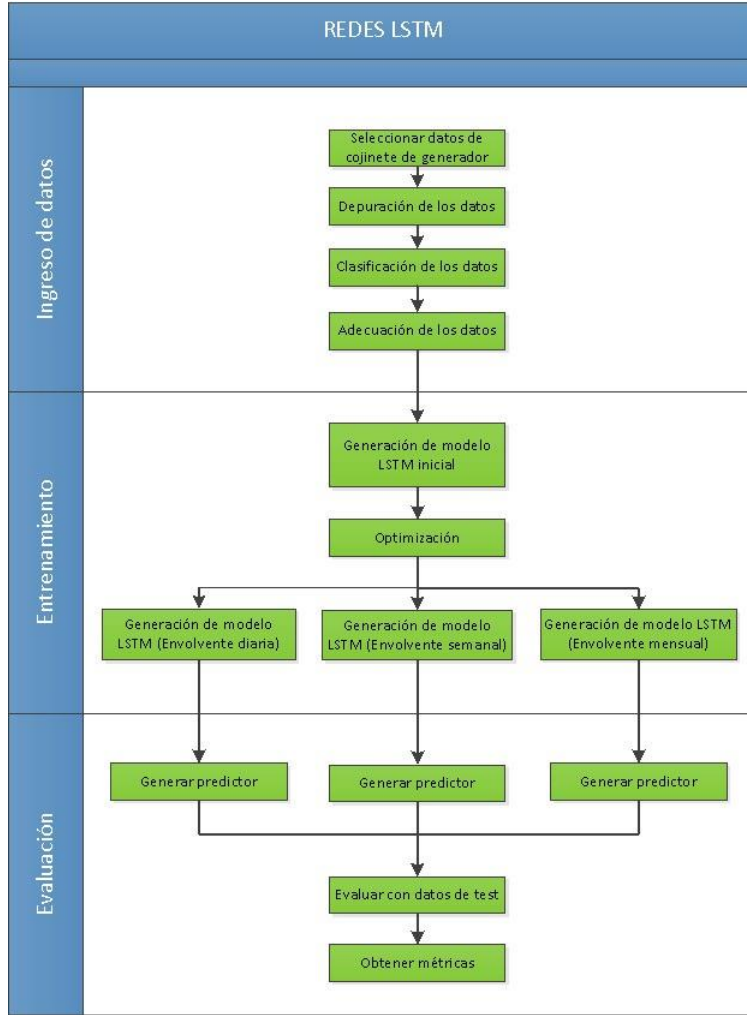 REDES LSTM
Ingreso de datos
Seleccionar datos de
cojinete de generador
Depuración de los datos
Clasificación de los datos
Adecuación de los datos
Entrenamiento
Generación de modelo
LSTM inicial
Optimización
Generación de modelo
LSTM (Envolvente diaria)
Generación de modelo
LSTM (Envolvente semanal)
Generación de modelo LSTM
(Envolvente mensual)
Evaluación
Generar predictor
Generar predictor
Generar predictor
Evaluar con datos de test
Obtener métricas